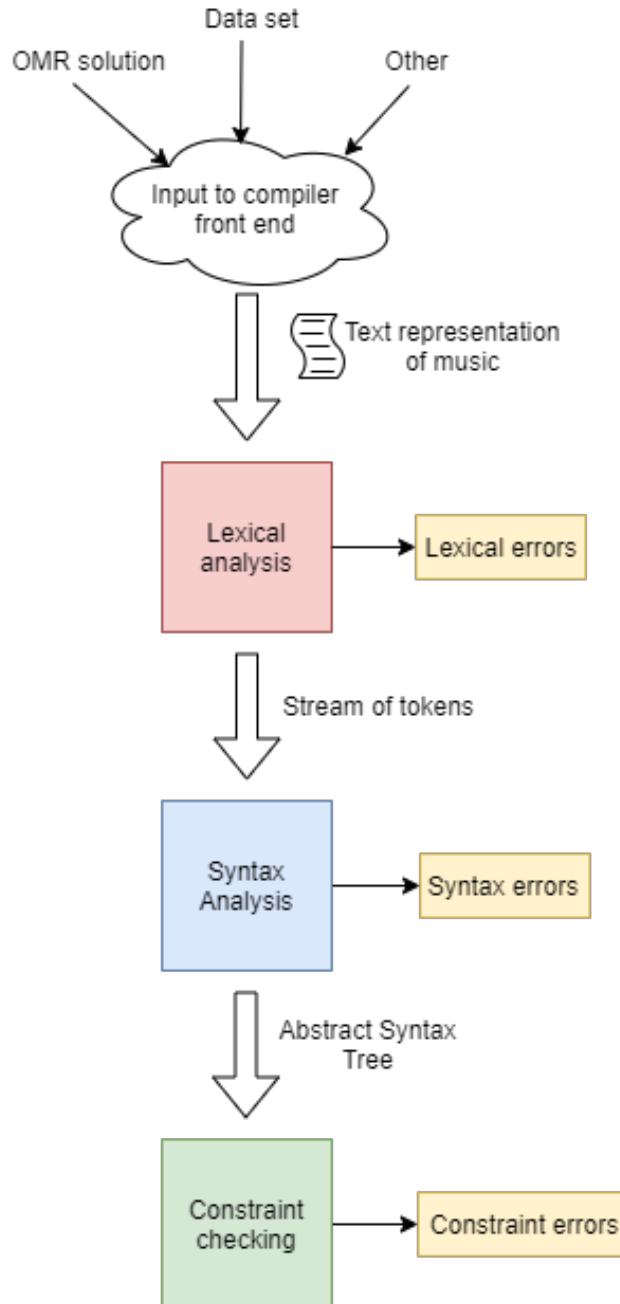 Data set
OMR solution
Other
Input to compiler
front end
Text representation
of music
Lexical
analysis
Lexical errors
Stream of tokens
Syntax
Analysis
Syntax errors
Abstract Syntax
Tree
Constraint
checking
Constraint errors